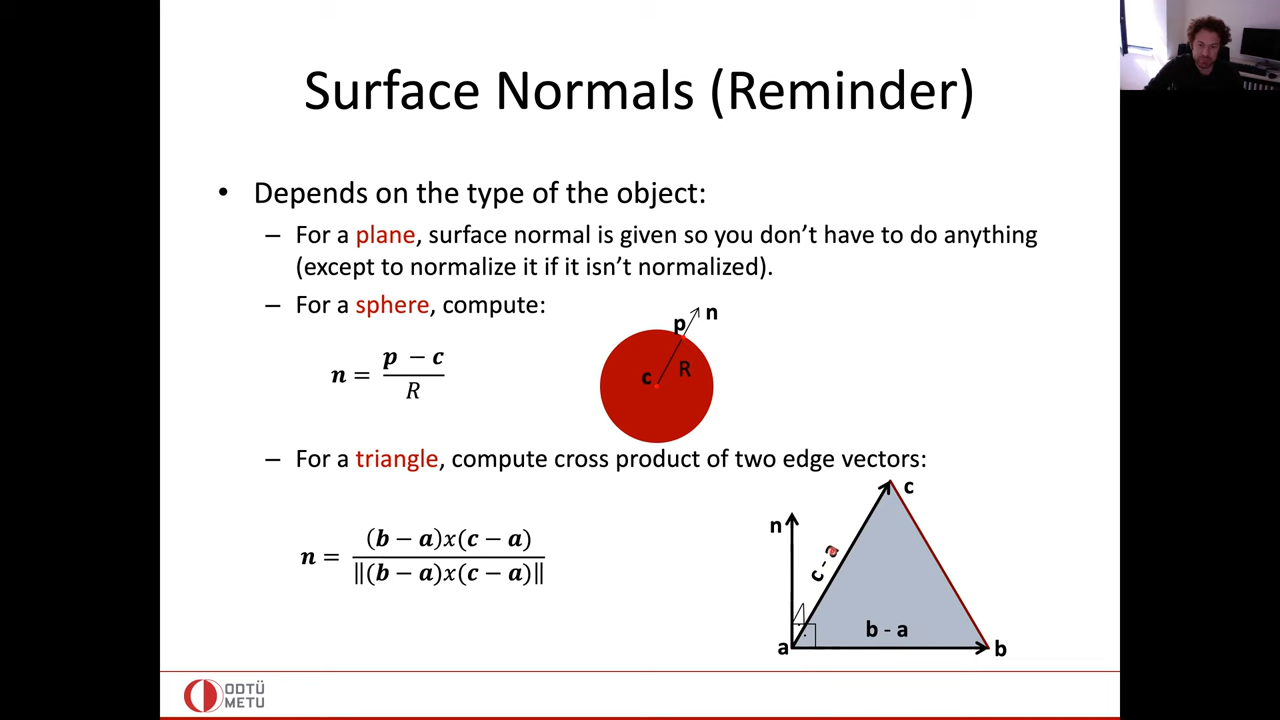 Surface Normals (Reminder)
• Depends on the type of the object:
– For a plane, surface normal is given so you don't have to do anything
(except to normalize it if it isn't normalized).
– For a sphere, compute:
n = (p − c) / R
p
n
R
c
– For a triangle, compute cross product of two edge vectors:
n = (b − a)x(c − a) / ‖(b − a)x(c − a)‖
c
n
c - a
b - a
a
b
ODTÜ
METU